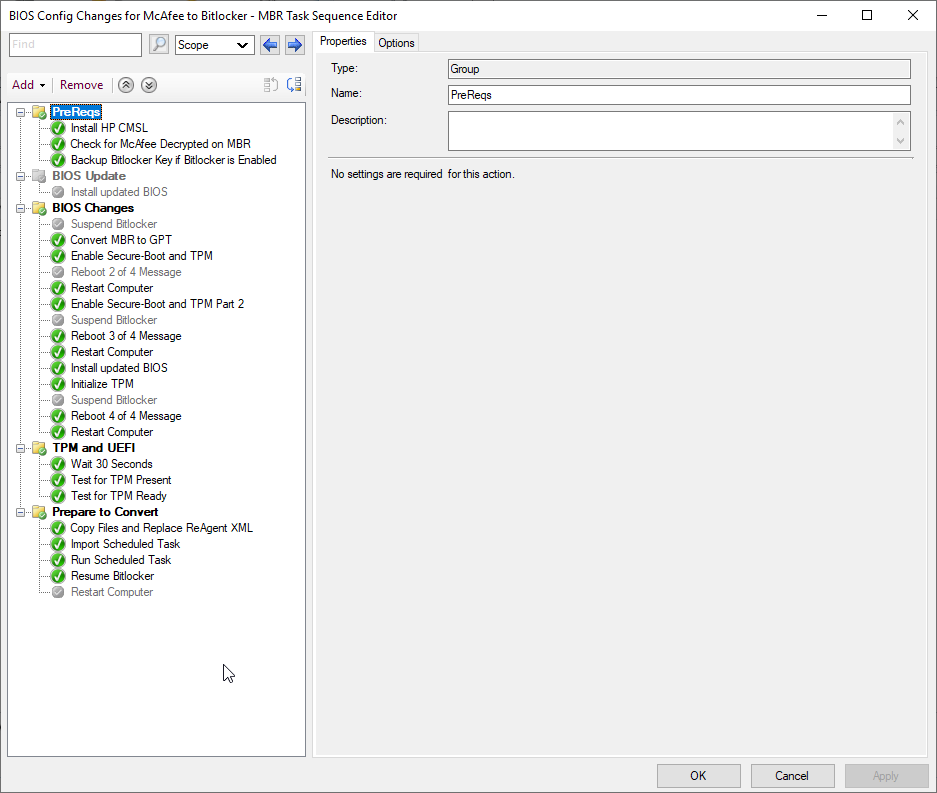 BIOS Config Changes for McAfee to Bitlocker - MBR Task Sequence Editor
Find
Scope
Properties
Options
Add
Remove
PreReqs
Install HP CMSL
Check for McAfee Decrypted on MBR
Backup Bitlocker Key if Bitlocker is Enabled
BIOS Update
Install updated BIOS
BIOS Changes
Suspend Bitlocker
Convert MBR to GPT
Enable Secure-Boot and TPM
Reboot 2 of 4 Message
Restart Computer
Enable Secure-Boot and TPM Part 2
Suspend Bitlocker
Reboot 3 of 4 Message
Restart Computer
Install updated BIOS
Initialize TPM
Suspend Bitlocker
Reboot 4 of 4 Message
Restart Computer
TPM and UEFI
Wait 30 Seconds
Test for TPM Present
Test for TPM Ready
Prepare to Convert
Copy Files and Replace ReAgent XML
Import Scheduled Task
Run Scheduled Task
Resume Bitlocker
Restart Computer
Type:
Group
Name:
PreReqs
Description:
No settings are required for this action.
OK
Cancel
Apply